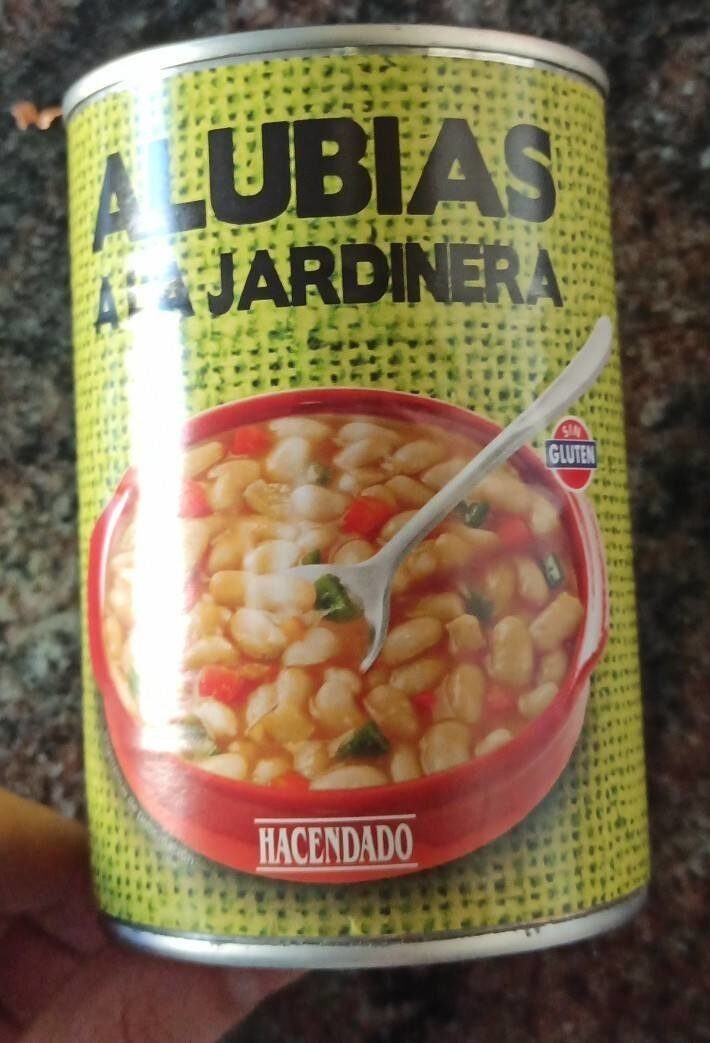 ALUBIAS
A LA JARDINERA
SIN
GLUTEN
HACENDADO